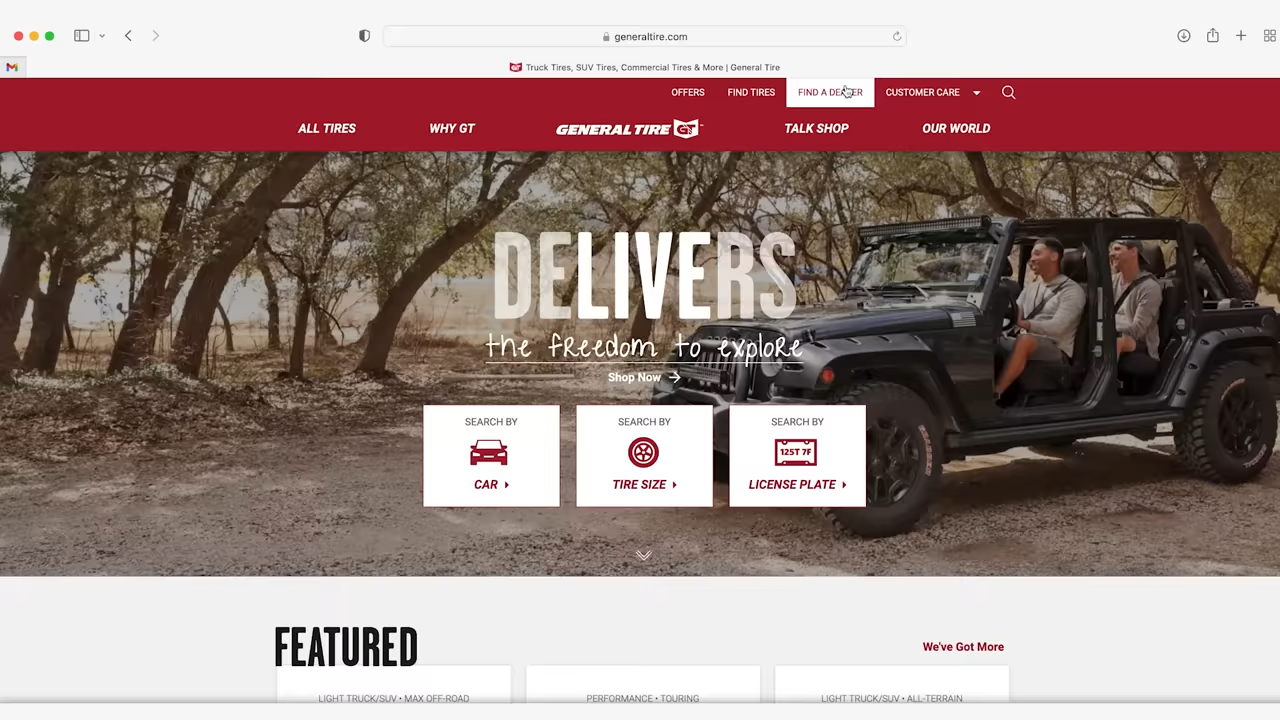 generaltire.com
Truck Tires, SUV Tires, Commercial Tires & More | General Tire
OFFERS FIND TIRES FIND A DEALER CUSTOMER CARE
ALL TIRES WHY GT GENERAL TIRE TALK SHOP OUR WORLD
DELIVERS
the freedom to explore
Shop Now
SEARCH BY SEARCH BY SEARCH BY
125T 7F
CAR TIRE SIZE LICENSE PLATE
FEATURED
We've Got More
LIGHT TRUCK/SUV • MAX OFF-ROAD PERFORMANCE • TOURING LIGHT TRUCK/SUV • ALL-TERRAIN